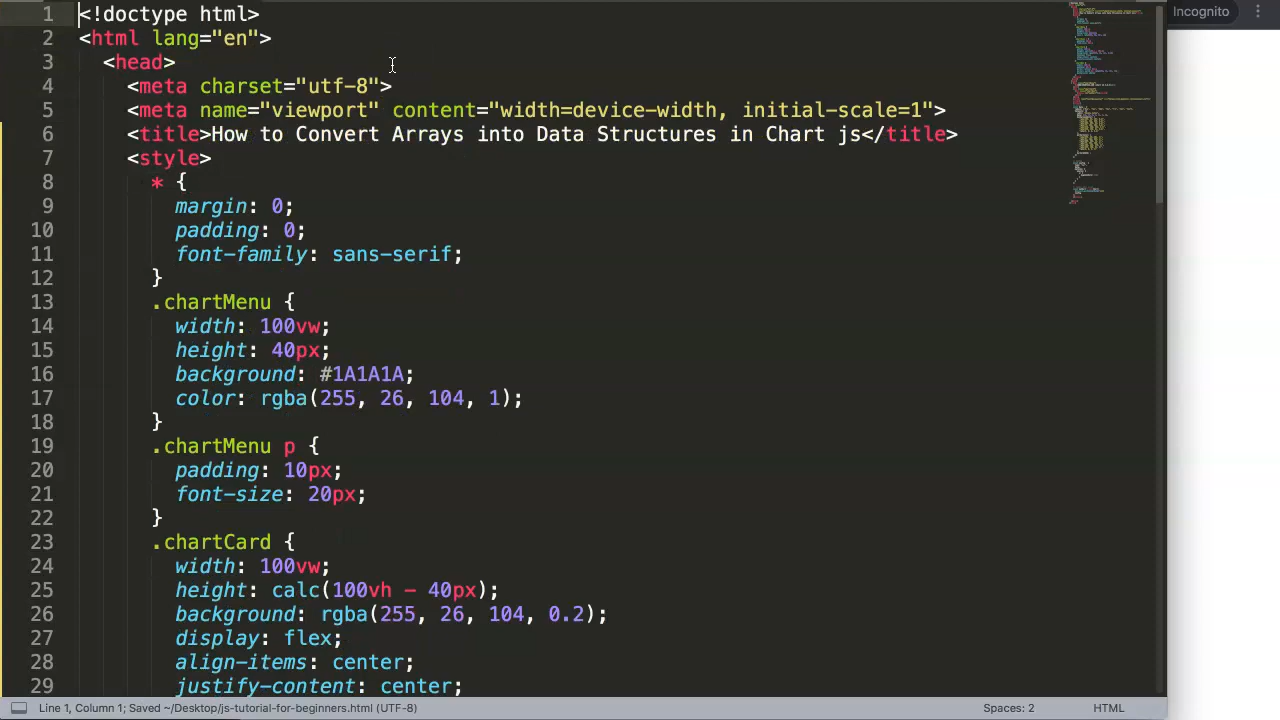 Incognito
1 <!doctype html>
2 <html lang="en">
3 <head>
4 <meta charset="utf-8">
5 <meta name="viewport" content="width=device-width, initial-scale=1">
6 <title>How to Convert Arrays into Data Structures in Chart js</title>
7 <style>
8 * {
9 margin: 0;
10 padding: 0;
11 font-family: sans-serif;
12 }
13 .chartMenu {
14 width: 100vw;
15 height: 40px;
16 background: #1A1A1A;
17 color: rgba(255, 26, 104, 1);
18 }
19 .chartMenu p {
20 padding: 10px;
21 font-size: 20px;
22 }
23 .chartCard {
24 width: 100vw;
25 height: calc(100vh - 40px);
26 background: rgba(255, 26, 104, 0.2);
27 display: flex;
28 align-items: center;
29 justify-content: center;
Line 1, Column 1; Saved ~/Desktop/js-tutorial-for-beginners.html (UTF-8)
Spaces: 2
HTML